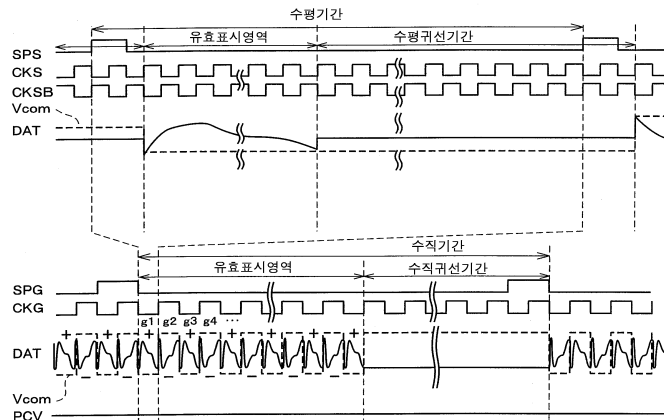 수평기간
유효표시영역 수평귀선기간
SPS
CKS
CKSB
Vcom
DAT
수직기간
유효표시영역 수직귀선기간
SPG
CKG
g1 g2 g3 g4 ...
+ + + + + +
DAT
Vcom
PCV